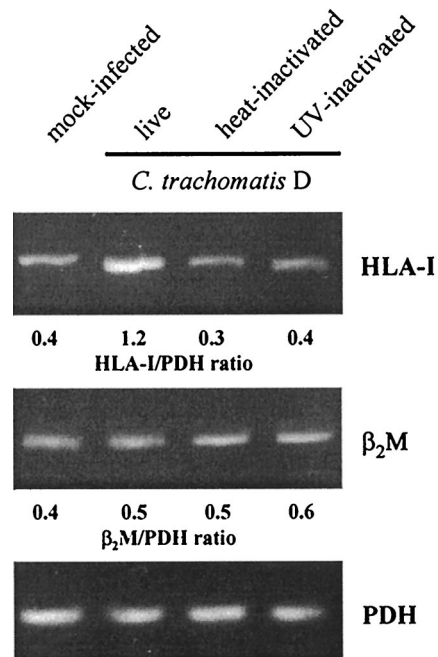 mock-infected
live
heat-inactivated
UV-inactivated
C. trachomatis D
HLA-I
0.4 1.2 0.3 0.4
HLA-I/PDH ratio
β₂M
0.4 0.5 0.5 0.6
β₂M/PDH ratio
PDH